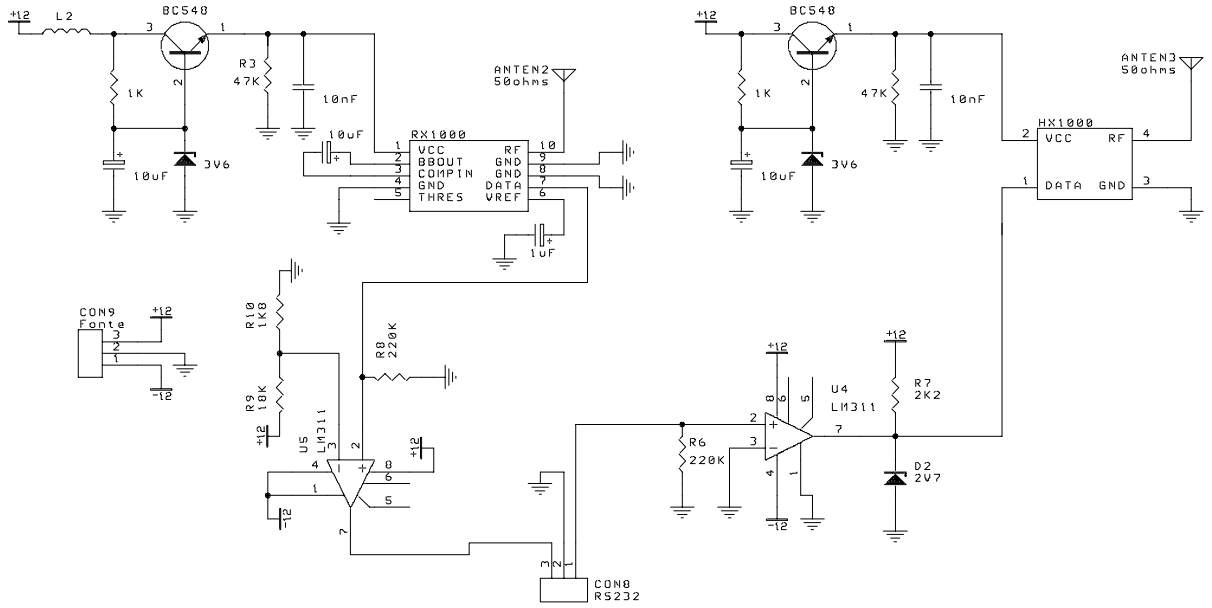 +12
L2
BC548
3
1
2
1K
10uF
3V6
R3
47K
10nF
ANTEN2
50ohms
10uF
RX1000
1 VCC RF 10
2 BBOUT GND 9
3 COMPIN GND 8
4 GND DATA 7
5 THRES VREF 6
1uF
+12
BC548
3
1
2
1K
10uF
3V6
47K
10nF
ANTEN3
50ohms
HX1000
2 VCC RF 4
1 DATA GND 3
CON9
Fonte
3
2
1
+12
-12
R10
1K8
R9
18K
+12
R8
220K
U5
LM311
3
2
4
1
8
6
5
7
+12
-12
R6
220K
+12
8
6
5
U4
LM311
2
3
+
-
7
4
1
-12
+12
R7
2K2
D2
2V7
3
2
1
CON8
RS232